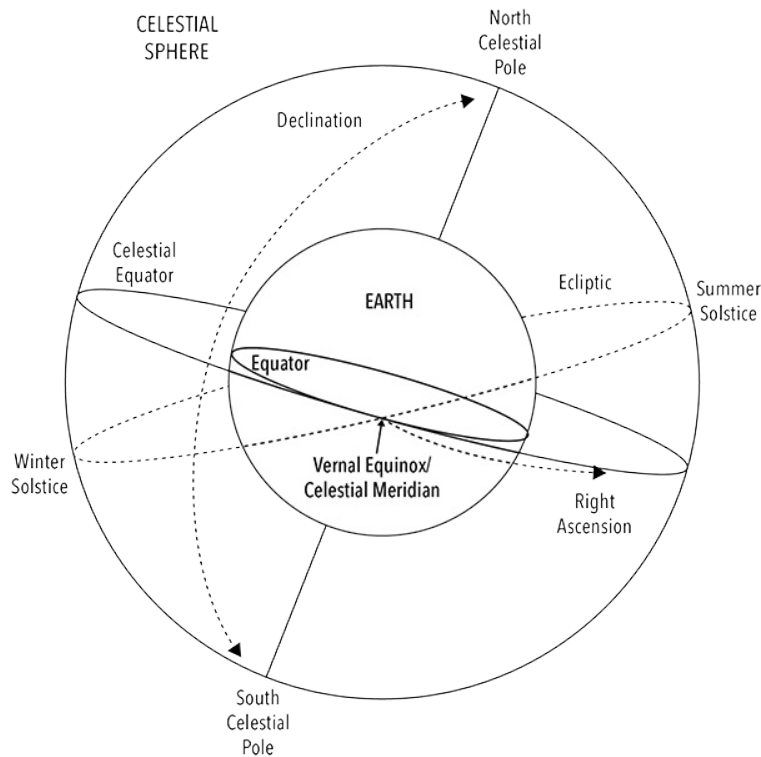 CELESTIAL
SPHERE
North
Celestial
Pole
Declination
Celestial
Equator
EARTH
Ecliptic
Summer
Solstice
Equator
Winter
Solstice
Vernal Equinox/
Celestial Meridian
Right
Ascension
South
Celestial
Pole